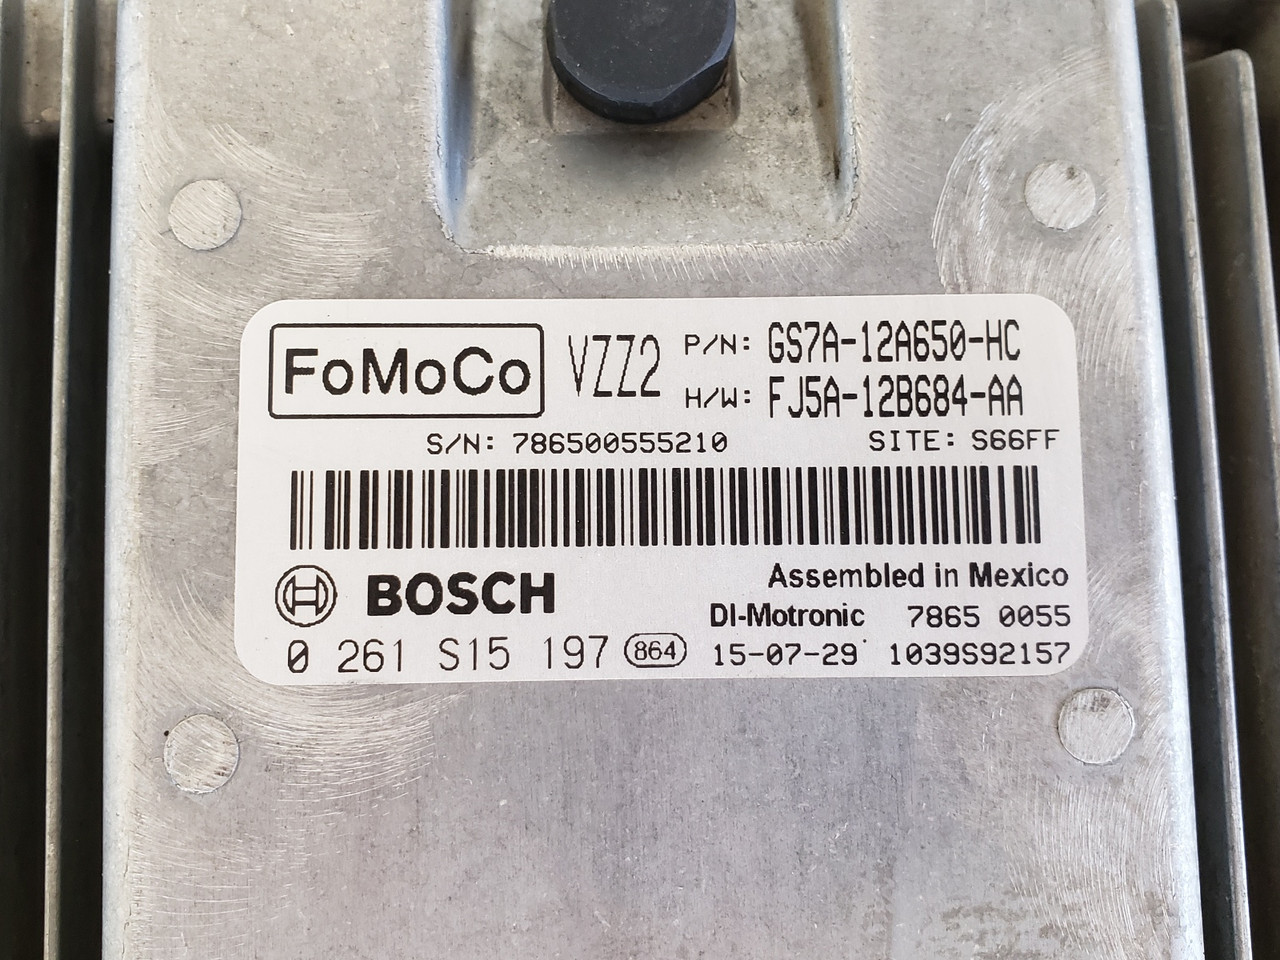 FoMoCo VZZ2 P/N: GS7A-12A650-HC
H/W: FJ5A-12B684-AA
S/N: 786500555210 SITE: S66FF
BOSCH Assembled in Mexico
DI-Motronic 7865 0055
0 261 S15 197 864 15-07-29 1039S92157